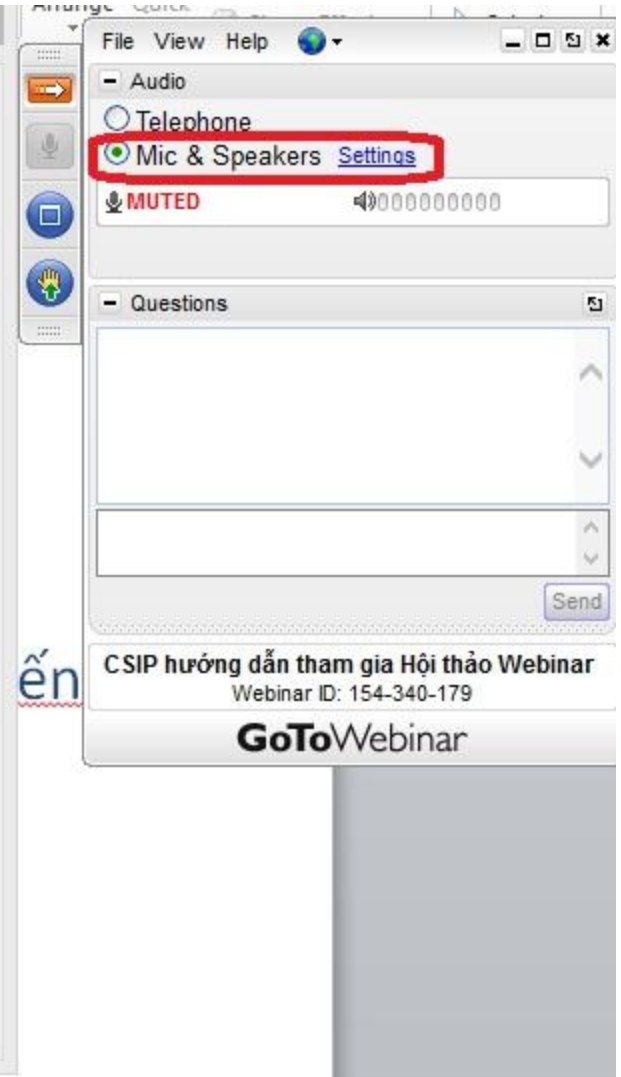 File View Help
Audio
Telephone
Mic & Speakers Settings
MUTED
Questions
Send
ến
CSIP hướng dẫn tham gia Hội thảo Webinar
Webinar ID: 154-340-179
GoToWebinar